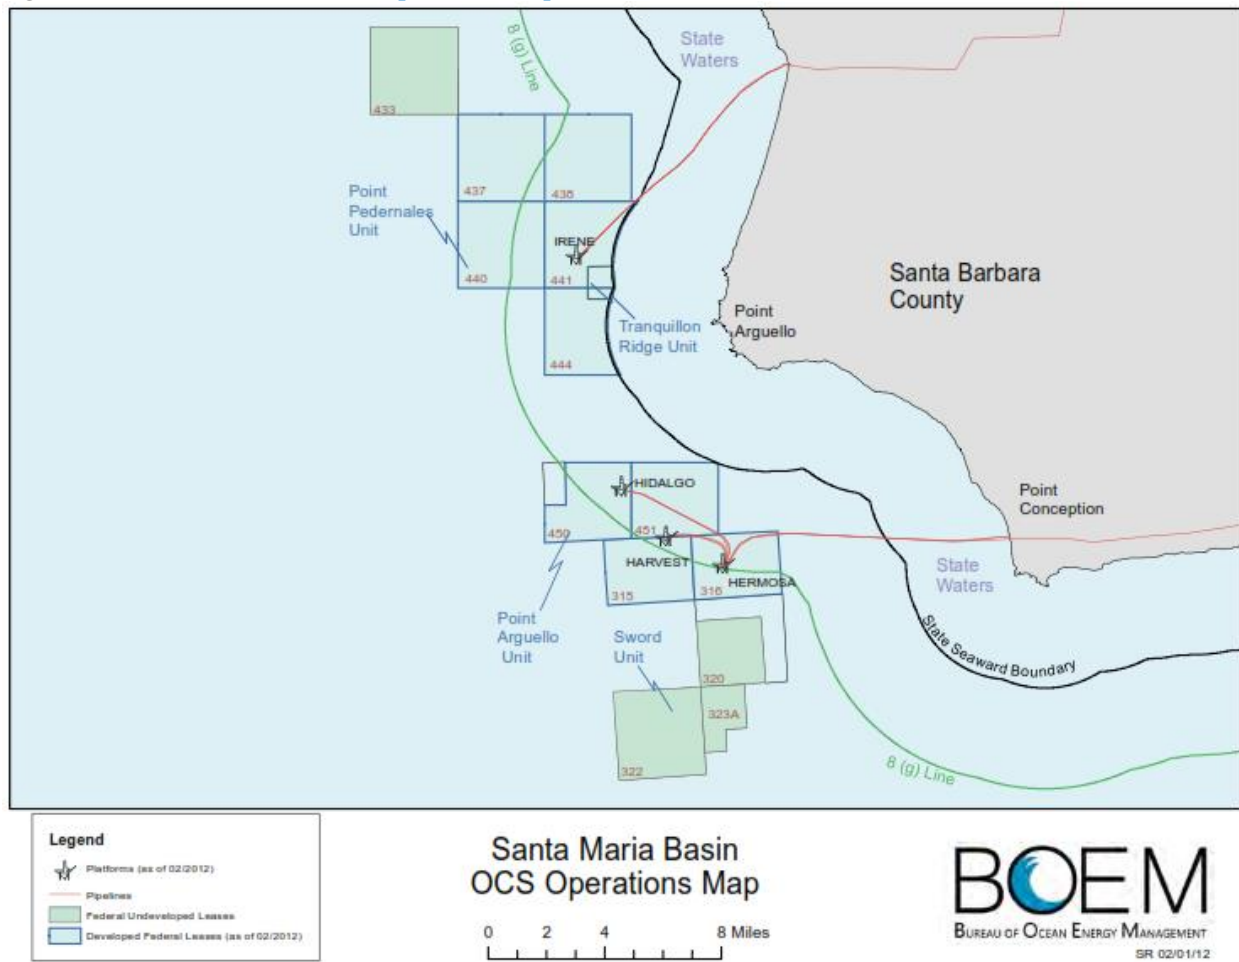 8 (g) Line
State
Waters
433
437
438
Point
Pedernales
Unit
IRENE
440
441
Santa Barbara
County
Point
Arguello
Tranquillon
Ridge Unit
444
HIDALGO
Point
Conception
450
451
HARVEST
HERMOSA
State
Waters
315
316
Point
Arguello
Unit
Sword
Unit
State Seaward Boundary
320
323A
322
8 (g) Line
Legend
Platforms (as of 02/2012)
Pipelines
Federal Undeveloped Leases
Developed Federal Leases (as of 02/2012)
Santa Maria Basin
OCS Operations Map
0 2 4 8 Miles
BOEM
BUREAU OF OCEAN ENERGY MANAGEMENT
SR 02/01/12